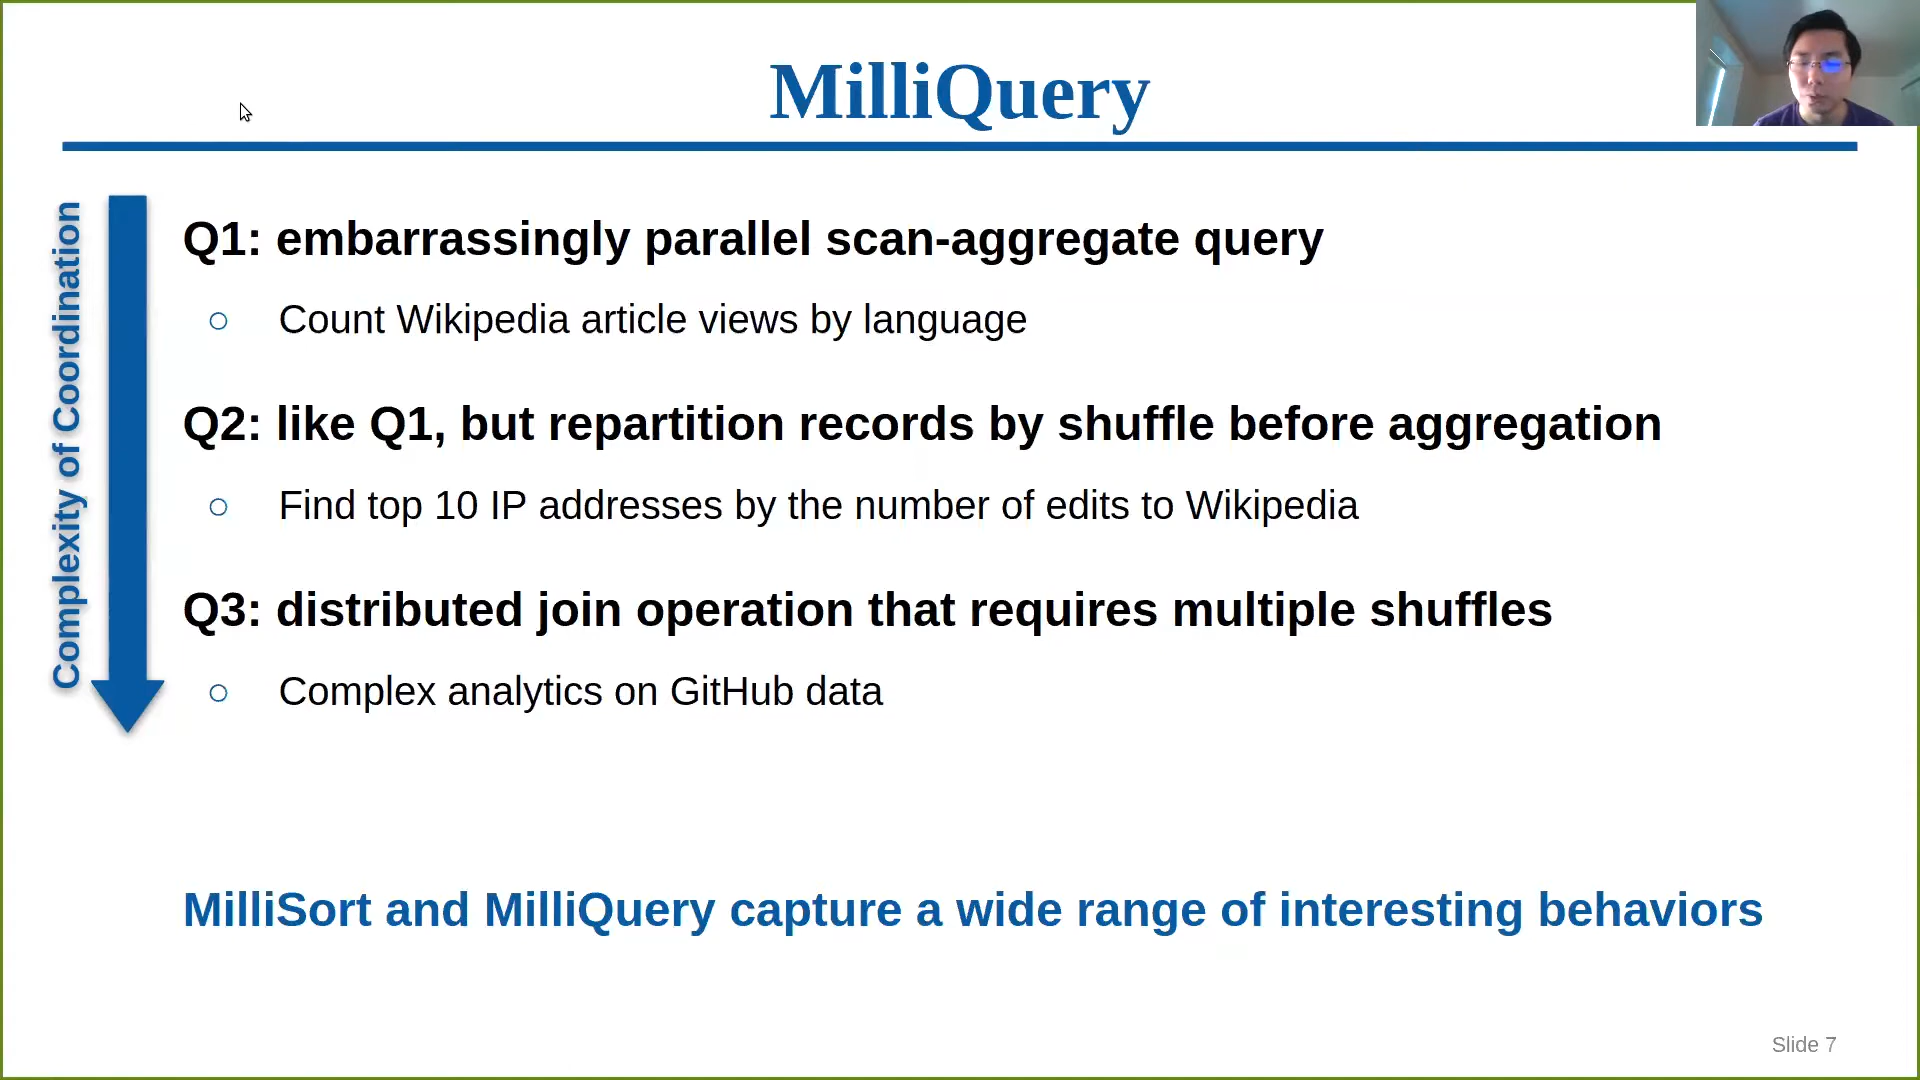 MilliQuery
Complexity of Coordination
Q1: embarrassingly parallel scan-aggregate query
Count Wikipedia article views by language
Q2: like Q1, but repartition records by shuffle before aggregation
Find top 10 IP addresses by the number of edits to Wikipedia
Q3: distributed join operation that requires multiple shuffles
Complex analytics on GitHub data
MilliSort and MilliQuery capture a wide range of interesting behaviors
Slide 7